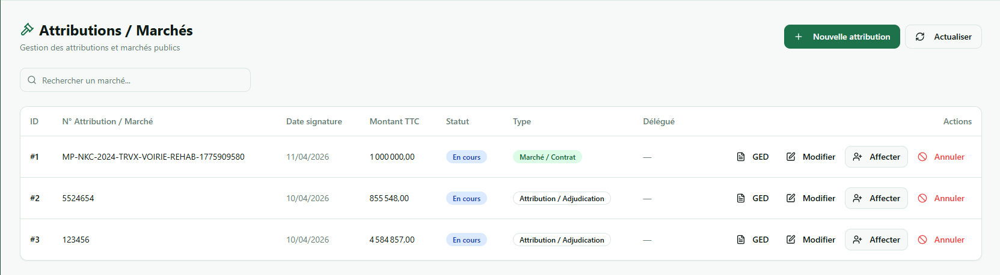 Attributions / Marchés
Gestion des attributions et marchés publics
Nouvelle attribution
Actualiser
Rechercher un marché...
ID N° Attribution / Marché Date signature Montant TTC Statut Type Délégué Actions
#1 MP-NKC-2024-TRVX-VOIRIE-REHAB-1775909580 11/04/2026 1 000 000,00 En cours Marché / Contrat — GED Modifier Affecter Annuler
#2 5524654 10/04/2026 855 548,00 En cours Attribution / Adjudication — GED Modifier Affecter Annuler
#3 123456 10/04/2026 4 584 857,00 En cours Attribution / Adjudication — GED Modifier Affecter Annuler